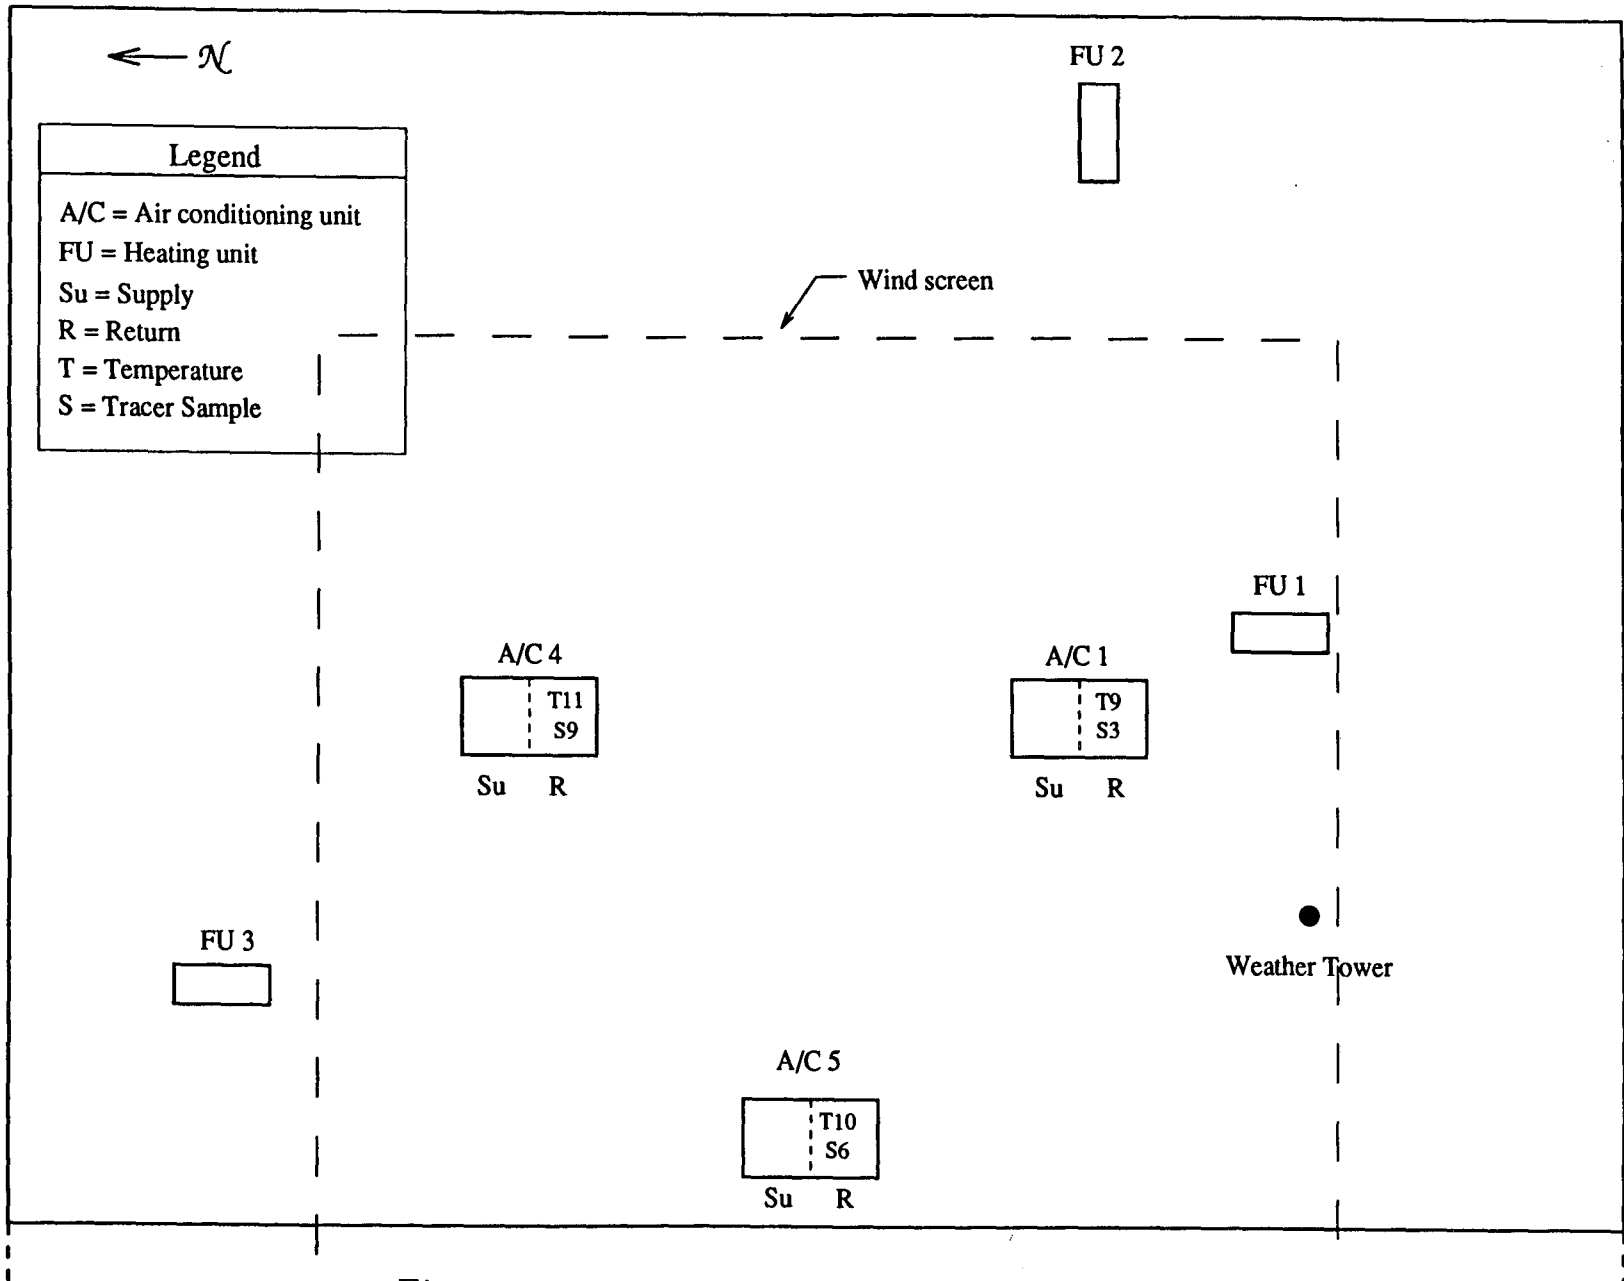 N
FU 2
Legend
A/C = Air conditioning unit
FU = Heating unit
Su = Supply
R = Return
T = Temperature
S = Tracer Sample
Wind screen
FU 1
A/C 4
T11
S9
Su R
A/C 1
T9
S3
Su R
Weather Tower
FU 3
A/C 5
T10
S6
Su R